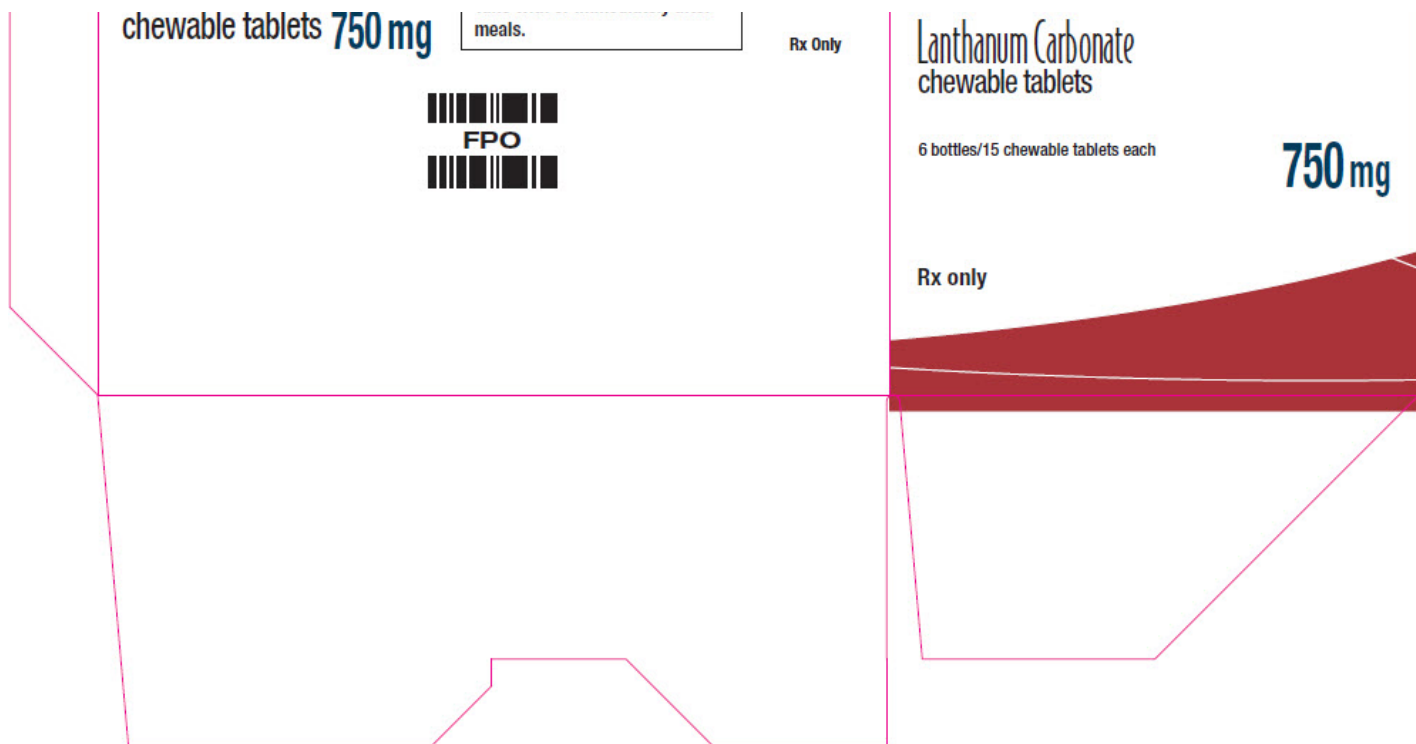 chewable tablets 750 mg
meals.
Rx Only
FPO
Lanthanum Carbonate
chewable tablets
6 bottles/15 chewable tablets each
750 mg
Rx only